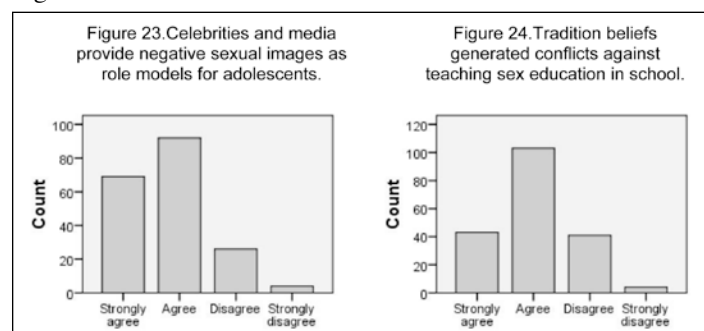 Figure 23.Celebrities and media
provide negative sexual images as
role models for adolescents.
100
80
60
40
20
0
Count
Strongly
agree
Agree
Disagree
Strongly
disagree
Figure 24.Tradition beliefs
generated conflicts against
teaching sex education in school.
120
100
80
60
40
20
0
Count
Strongly
agree
Agree
Disagree
Strongly
disagree